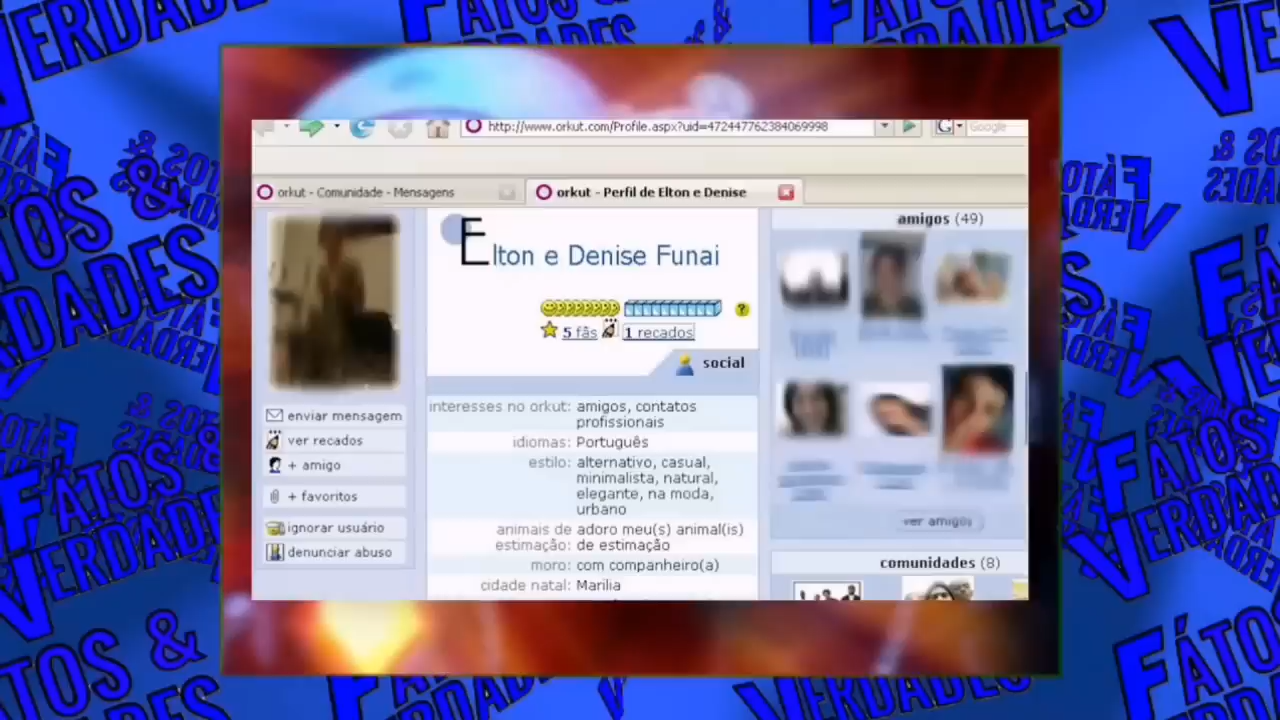 FÁTOS & VERDADES
http://www.orkut.com/Profile.aspx?uid=472447762384069998
G Google
orkut - Comunidade - Mensagens
orkut - Perfil de Elton e Denise
Elton e Denise Funai
5 fãs 1 recados
social
interesses no orkut: amigos, contatos
profissionais
idiomas: Português
estilo: alternativo, casual,
minimalista, natural,
elegante, na moda,
urbano
animais de adoro meu(s) animal(is)
estimação: de estimação
moro: com companheiro(a)
cidade natal: Marilia
enviar mensagem
ver recados
+ amigo
+ favoritos
ignorar usuário
denunciar abuso
amigos (49)
ver amigos
comunidades (8)